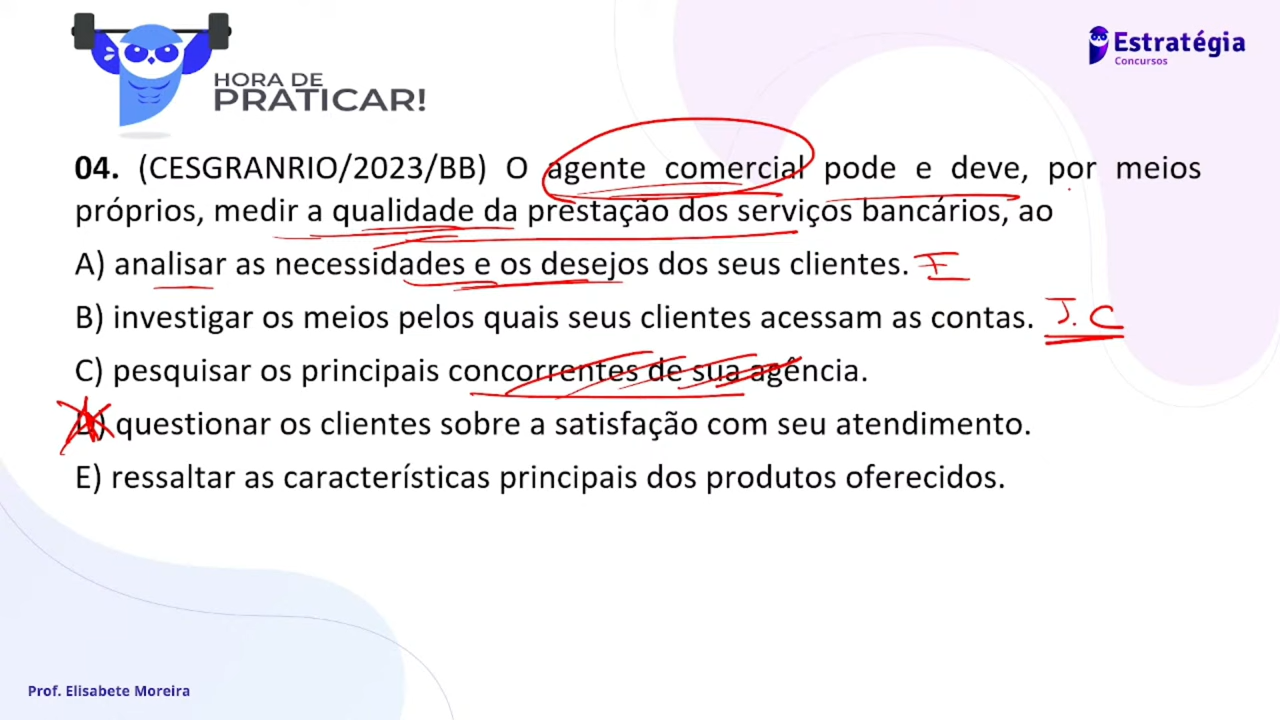 HORA DE
PRATICAR!
Estratégia
Concursos
04. (CESGRANRIO/2023/BB) O agente comercial pode e deve, por meios
próprios, medir a qualidade da prestação dos serviços bancários, ao
A) analisar as necessidades e os desejos dos seus clientes.
B) investigar os meios pelos quais seus clientes acessam as contas. J.C
C) pesquisar os principais concorrentes de sua agência.
D) questionar os clientes sobre a satisfação com seu atendimento.
E) ressaltar as características principais dos produtos oferecidos.
Prof. Elisabete Moreira